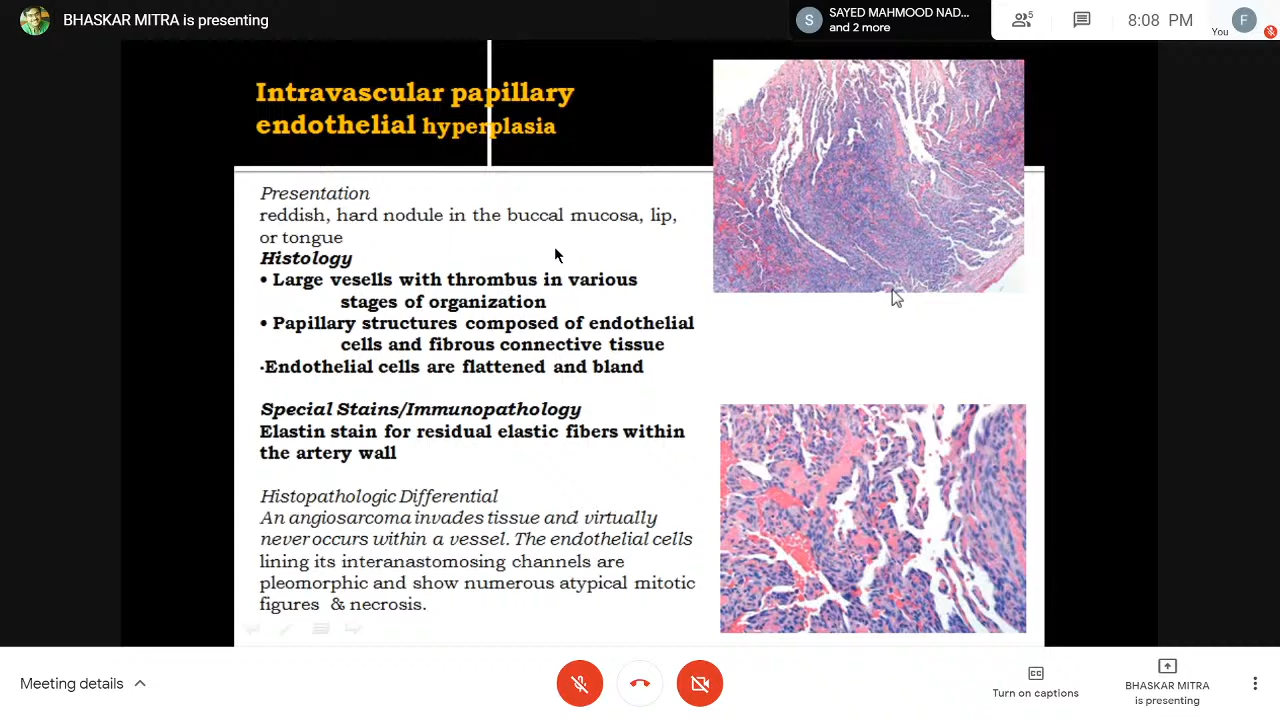 BHASKAR MITRA is presenting
S
SAYED MAHMOOD NAD...
and 2 more
5
8:08 PM
You
F
Intravascular papillary
endothelial hyperplasia
Presentation
reddish, hard nodule in the buccal mucosa, lip,
or tongue
Histology
• Large vesells with thrombus in various
stages of organization
• Papillary structures composed of endothelial
cells and fibrous connective tissue
·Endothelial cells are flattened and bland
Special Stains/Immunopathology
Elastin stain for residual elastic fibers within
the artery wall
Histopathologic Differential
An angiosarcoma invades tissue and virtually
never occurs within a vessel. The endothelial cells
lining its interanastomosing channels are
pleomorphic and show numerous atypical mitotic
figures & necrosis.
Meeting details
CC
Turn on captions
BHASKAR MITRA
is presenting